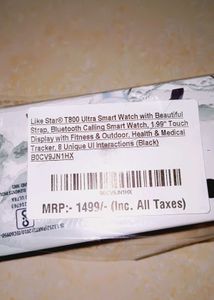 Like Star® T800 Ultra Smart Watch with Beautiful
Strap, Bluetooth Calling Smart Watch, 1.99" Touch
Display with Fitness & Outdoor, Health & Medical
Tracker, 8 Unique UI Interactions (Black)
B0CV9JN1HX
B0CV9JN1HX
MRP:- 1499/- (Inc. All Taxes)